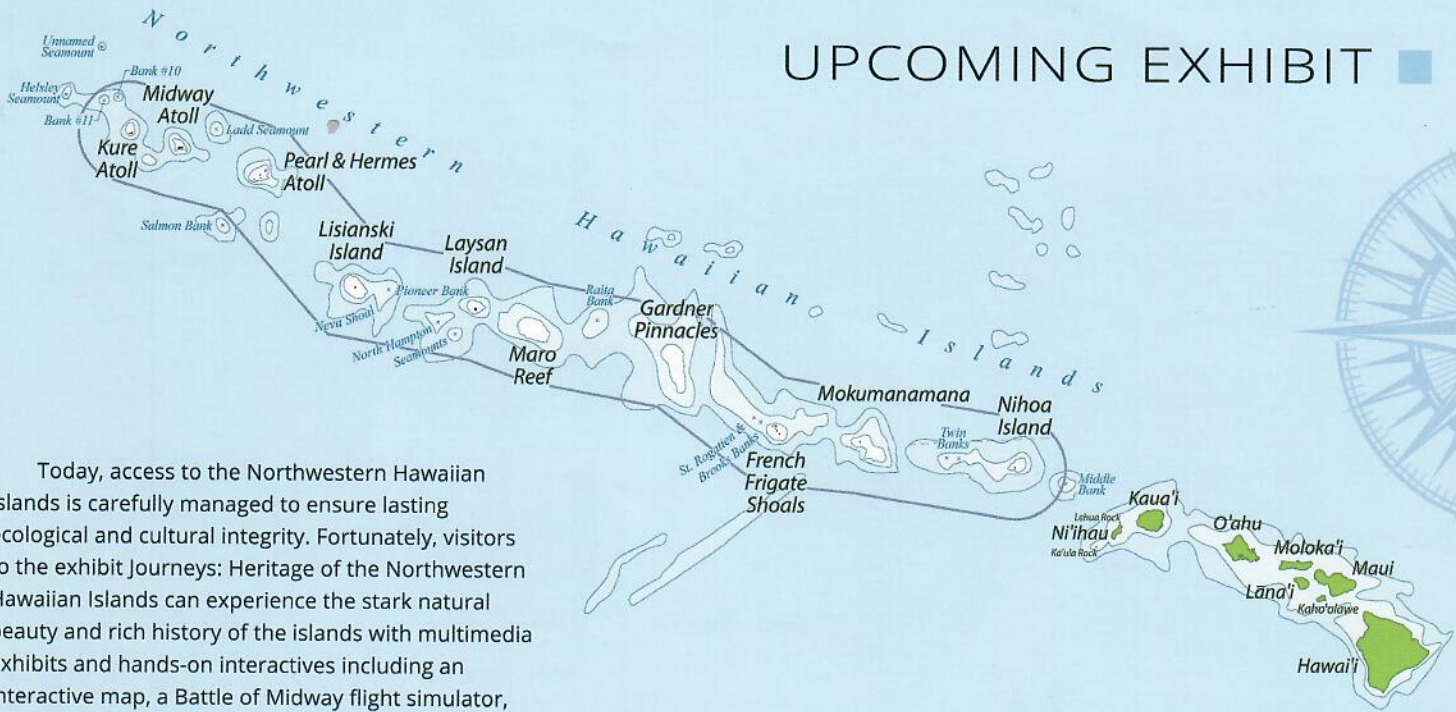 UPCOMING EXHIBIT
Northwestern
Hawaiian
Islands
Unnamed
Seamount
Helsley
Seamount
Bank #10
Bank #11
Midway
Atoll
Kure
Atoll
Ladd Seamount
Pearl & Hermes
Atoll
Salmon Bank
Lisianski
Island
Laysan
Island
Pioneer Bank
Neva Shoal
North Hampton
Seamounts
Raita
Bank
Maro
Reef
Gardner
Pinnacles
Mokumanamana
Nihoa
Island
Twin
Banks
St. Rogatien &
Brooks Banks
French
Frigate
Shoals
Middle
Bank
Kaua'i
Lehua Rock
Ni'ihau
Ka'ula Rock
O'ahu
Moloka'i
Maui
Lāna'i
Kaho'olawe
Hawai'i
Today, access to the Northwestern Hawaiian
slands is carefully managed to ensure lasting
ecological and cultural integrity. Fortunately, visitors
o the exhibit Journeys: Heritage of the Northwestern
Hawaiian Islands can experience the stark natural
beauty and rich history of the islands with multimedia
exhibits and hands-on interactives including an
nteractive map, a Battle of Midway flight simulator,